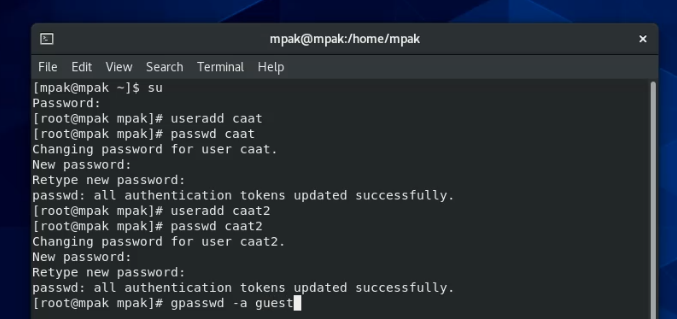 mpak@mpak:/home/mpak
×
File Edit View Search Terminal Help
[mpak@mpak ~]$ su
Password:
[root@mpak mpak]# useradd caat
[root@mpak mpak]# passwd caat
Changing password for user caat.
New password:
Retype new password:
passwd: all authentication tokens updated successfully.
[root@mpak mpak]# useradd caat2
[root@mpak mpak]# passwd caat2
Changing password for user caat2.
New password:
Retype new password:
passwd: all authentication tokens updated successfully.
[root@mpak mpak]# gpasswd -a guest